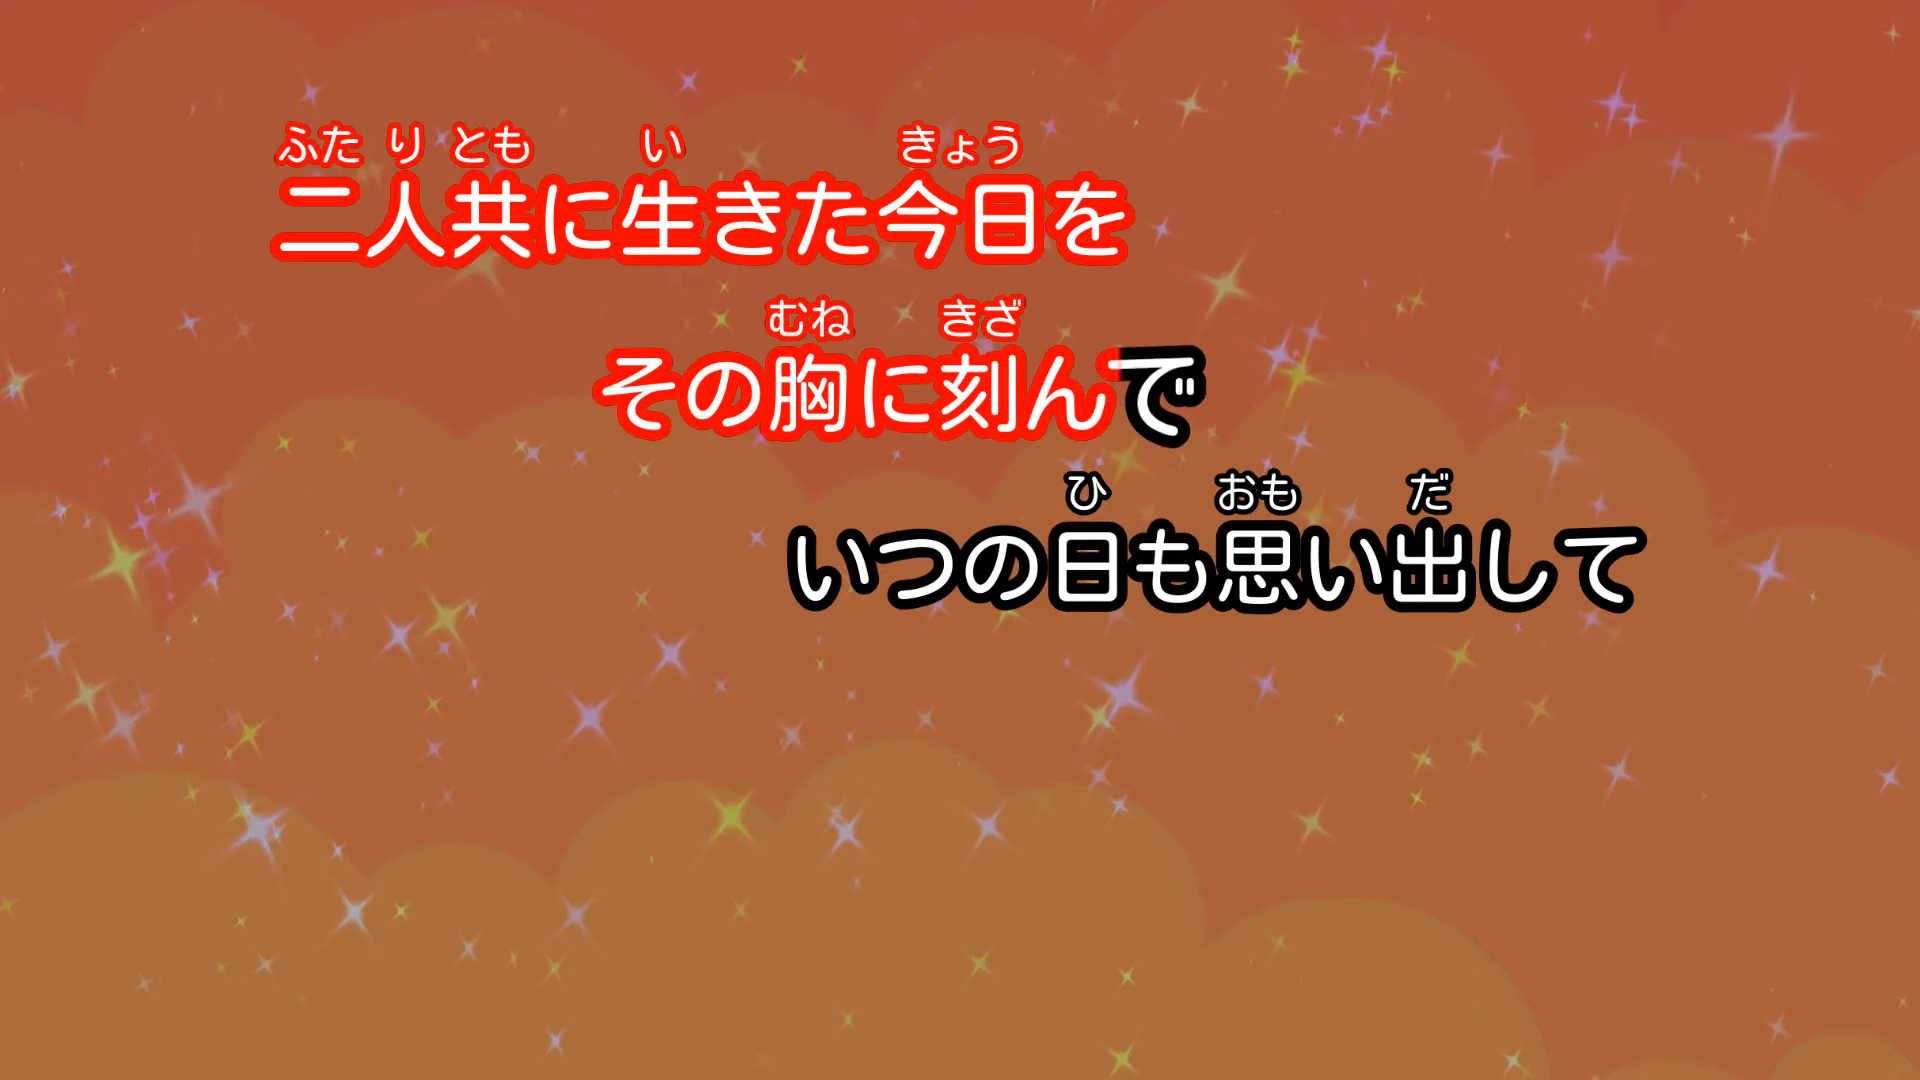 ふたり とも い きょう
二人共に生きた今日を
むね きざ
その胸に刻んで
ひ おも だ
いつの日も思い出して